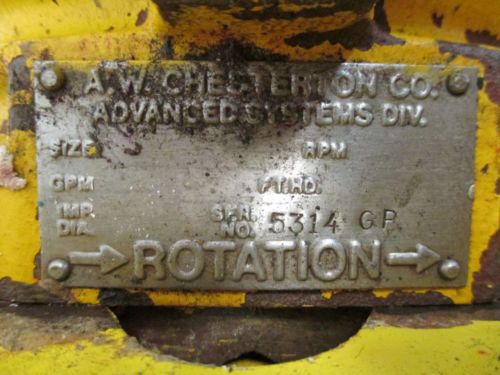 A.W. CHESTERTON CO.
ADVANCED SYSTEMS DIV.
SIZE RPM
GPM FT.HD.
IMP. DIA. SER. NO. 5314 GP
→ROTATION→